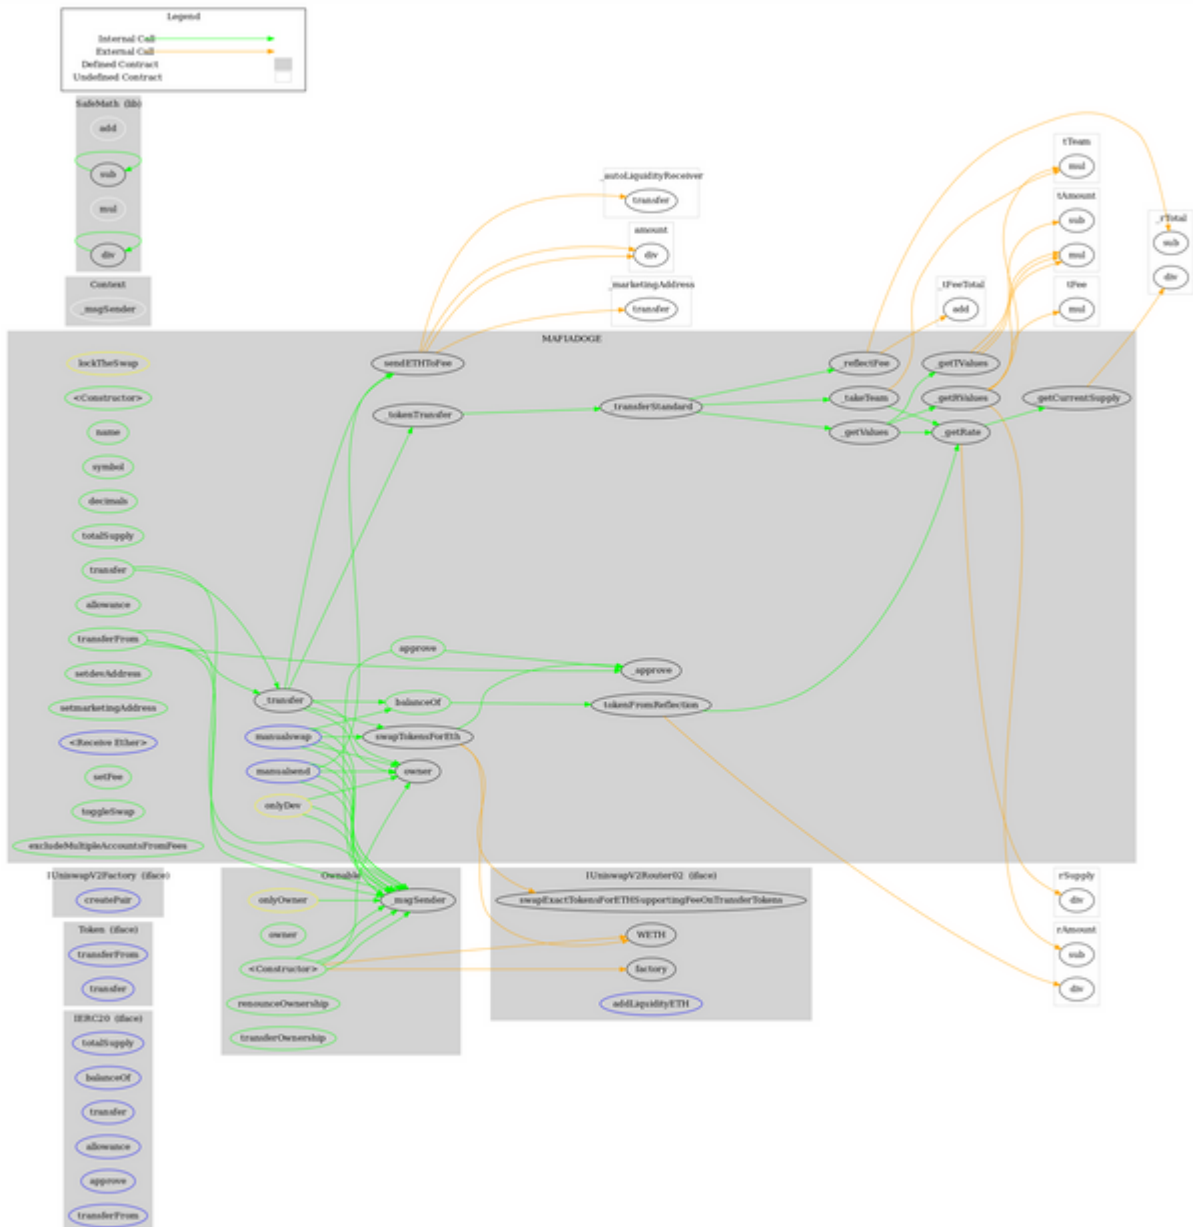 Legend
Internal Call
External Call
Defined Contract
Undefined Contract
SafeMath (lib)
add
sub
mul
div
Context
_msgSender
_autoLiquidityReceiver
transfer
amount
div
_marketingAddress
transfer
_tFeeTotal
add
tTeam
mul
tAmount
sub
mul
tFee
mul
_rTotal
sub
div
MAFIADOGE
lockTheSwap
<Constructor>
name
symbol
decimals
totalSupply
transfer
allowance
transferFrom
setdevAddress
setmarketingAddress
<Receive Ether>
setFee
toggleSwap
excludeMultipleAccountsFromFees
_transfer
manualswap
manualsend
onlyDev
sendETHToFee
_tokenTransfer
approve
balanceOf
swapTokensForEth
owner
_transferStandard
_approve
tokenFromReflection
_reflectFee
_takeTeam
_getValues
_getTValues
_getRValues
_getRate
_getCurrentSupply
IUniswapV2Factory (iface)
createPair
Token (iface)
transferFrom
transfer
IERC20 (iface)
totalSupply
balanceOf
transfer
allowance
approve
transferFrom
Ownable
onlyOwner
owner
<Constructor>
renounceOwnership
transferOwnership
_msgSender
IUniswapV2Router02 (iface)
swapExactTokensForETHSupportingFeeOnTransferTokens
WETH
factory
addLiquidityETH
rSupply
div
rAmount
sub
div